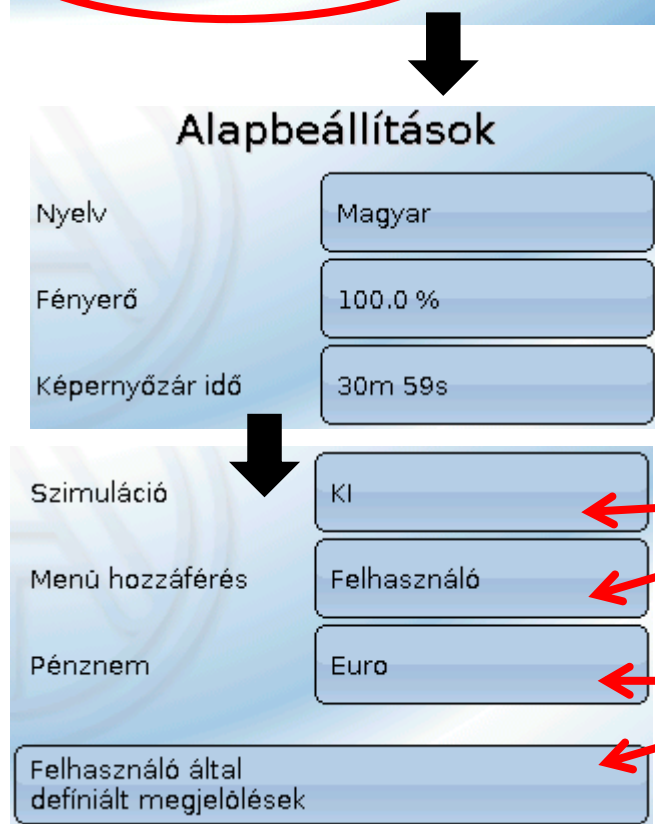 Alapbeállítások
Nyelv Magyar
Fényerő 100.0 %
Képernyőzár idő 30m 59s
Szimuláció KI
Menü hozzáférés Felhasználó
Pénznem Euro
Felhasználó által
defíniált megjelölések